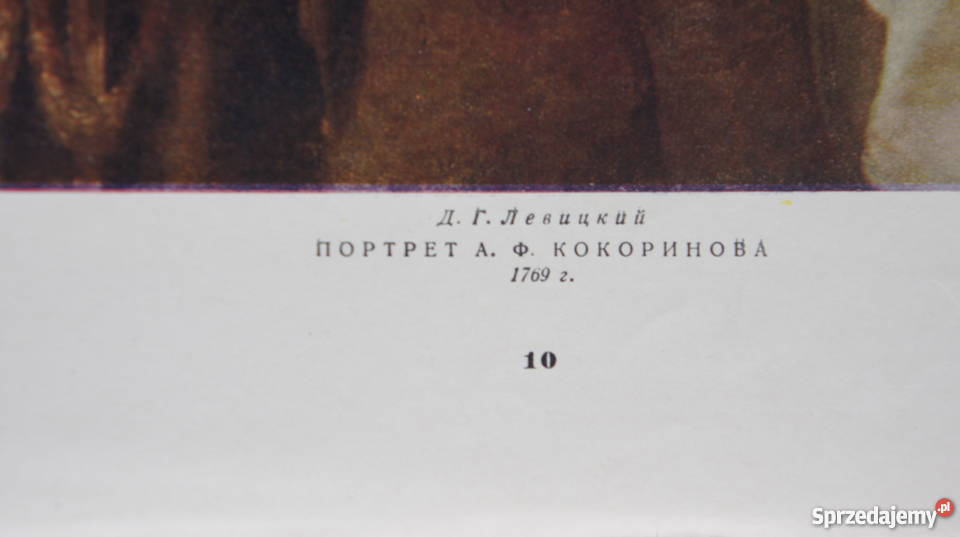 Д. Г. Левицкий
ПОРТРЕТ А. Ф. КОКОРИНОВА
1769 г.
10
Sprzedajemy.pl